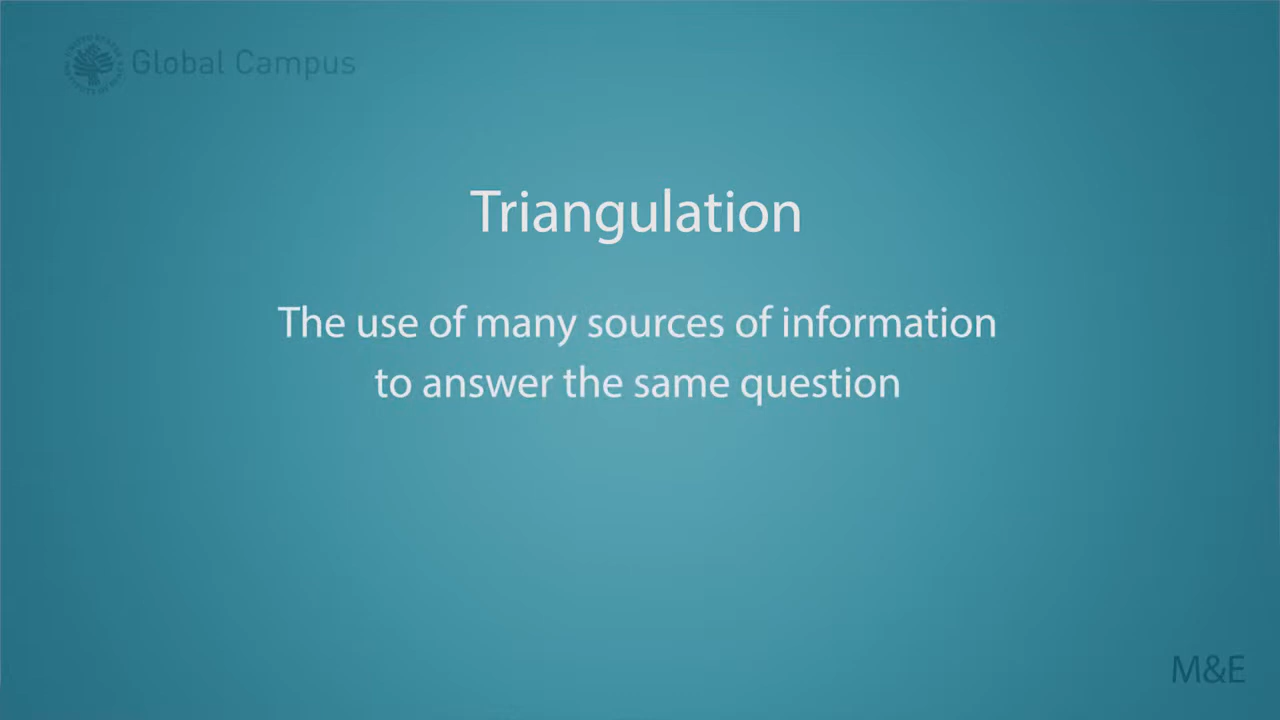 Global Campus
Triangulation
The use of many sources of information
to answer the same question
M&E